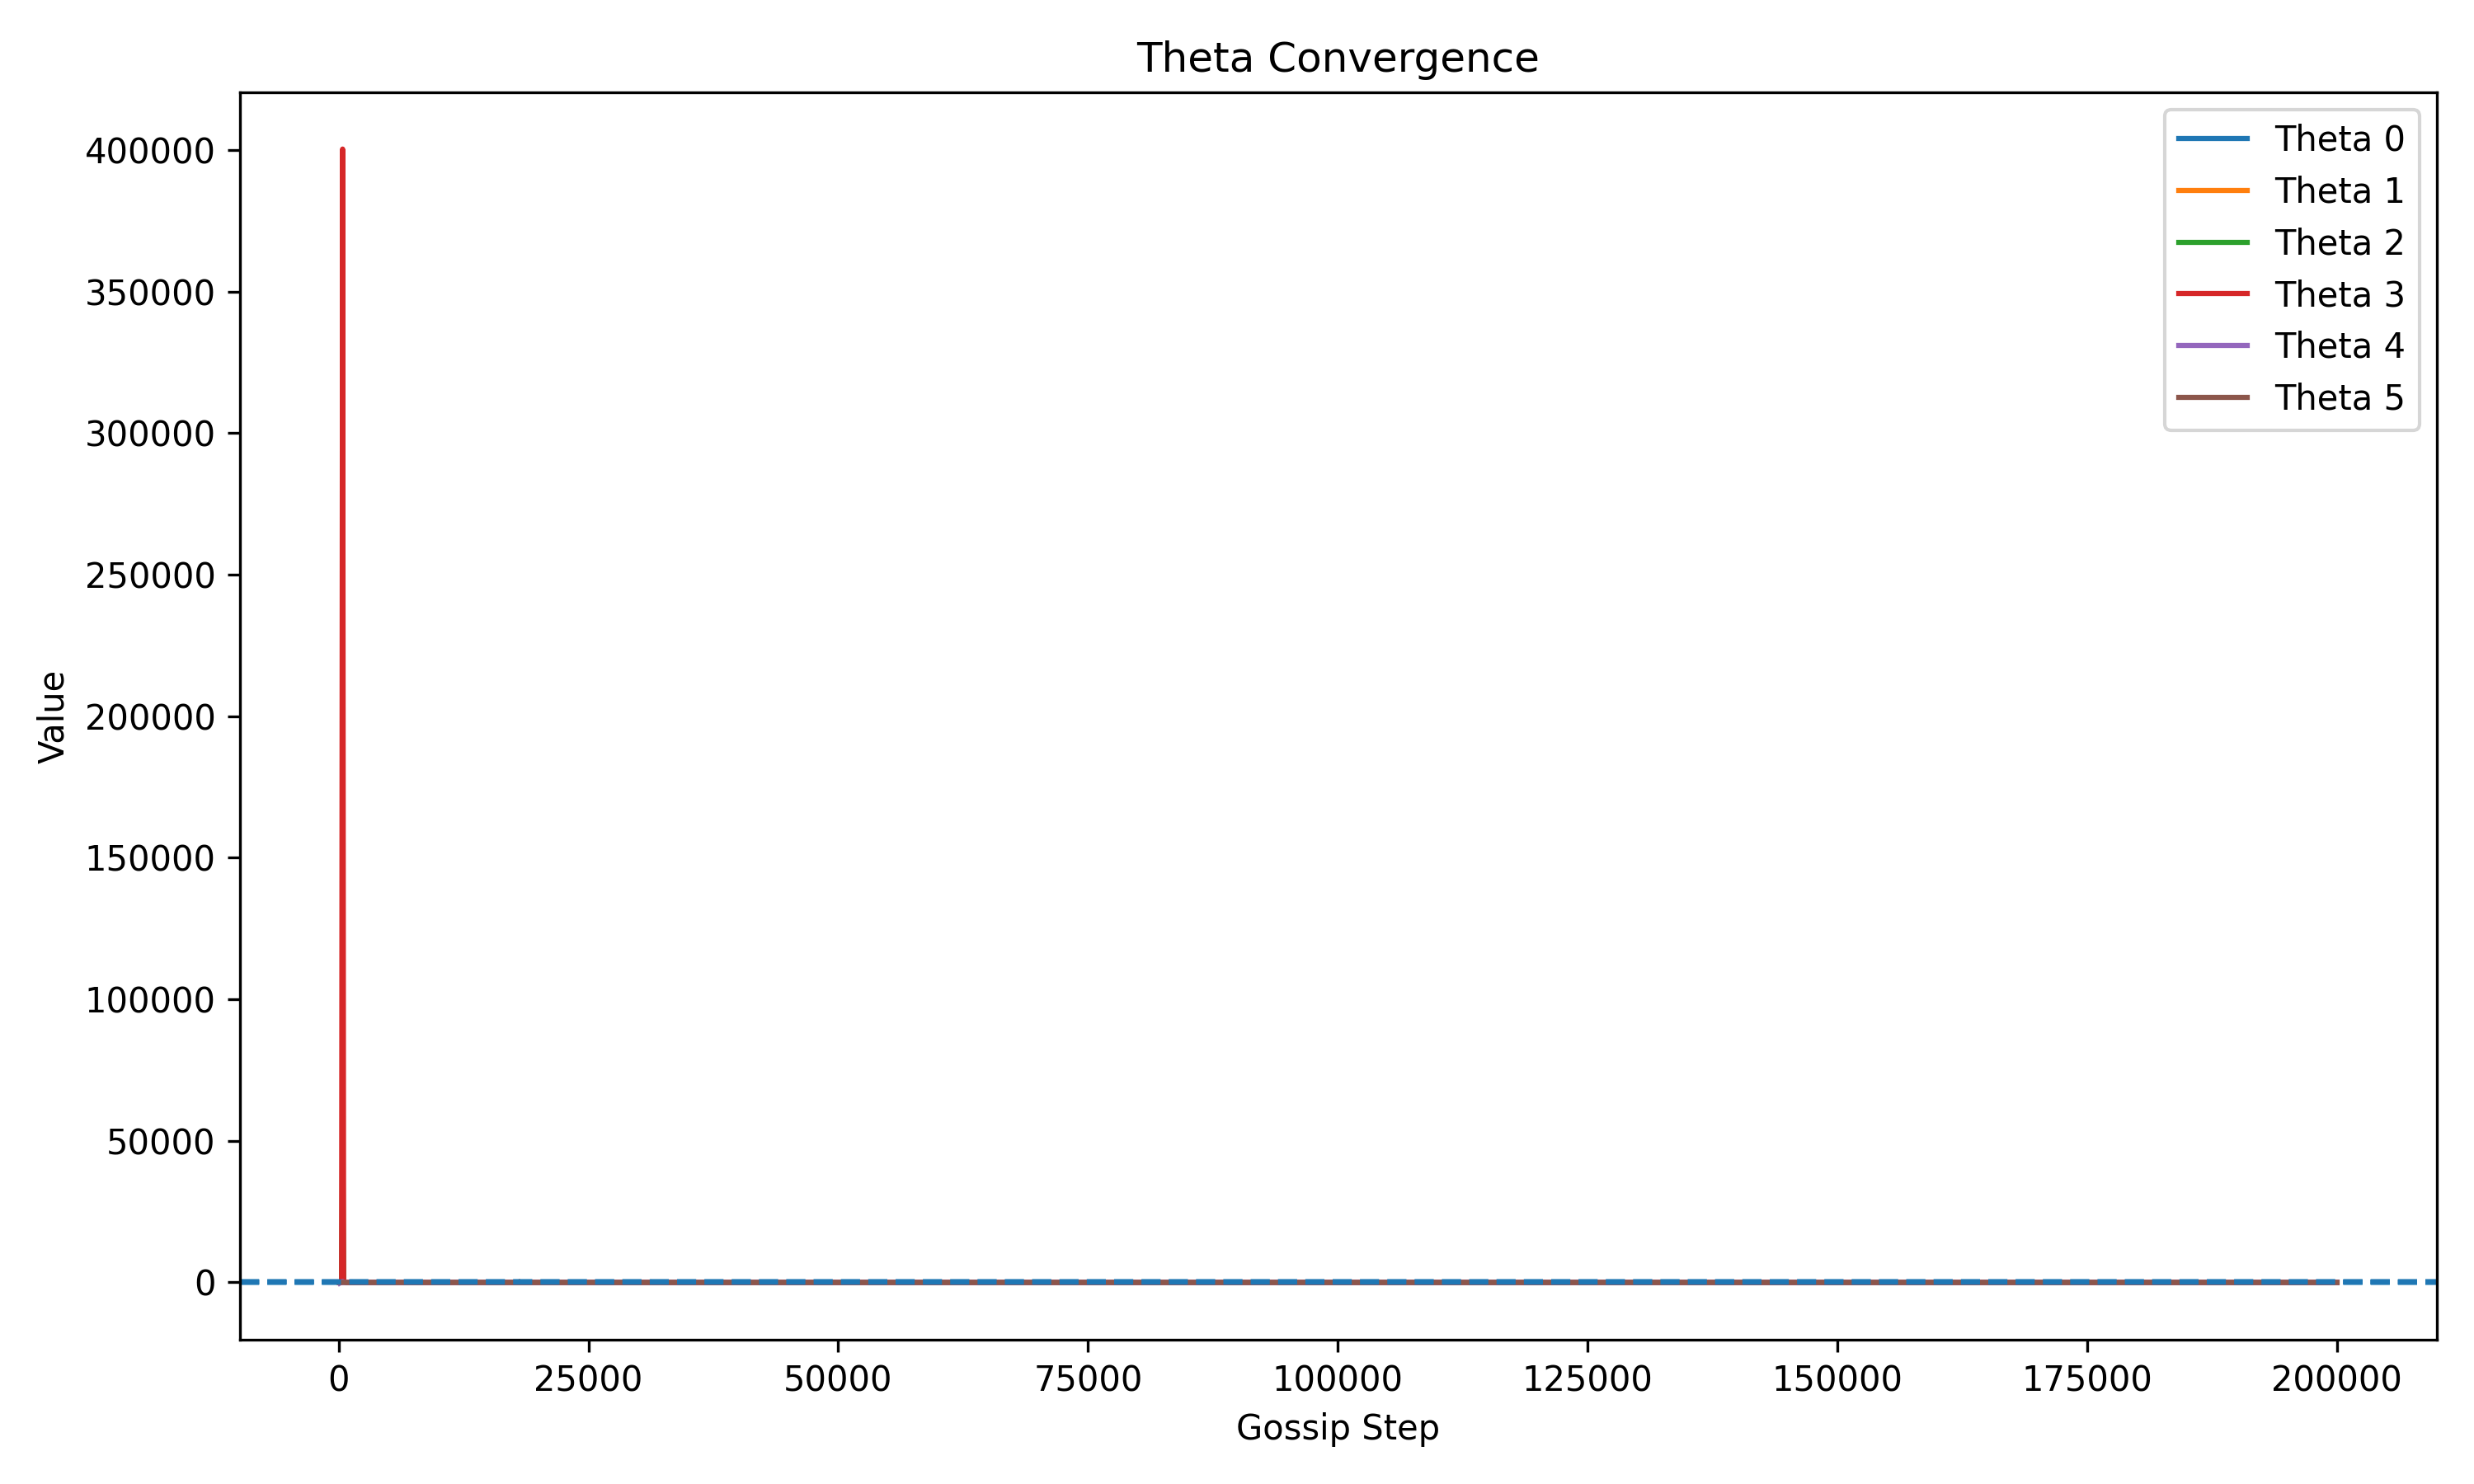 Theta Convergence
400000
350000
300000
250000
200000
150000
100000
50000
0
Value
Theta 0
Theta 1
Theta 2
Theta 3
Theta 4
Theta 5
0 25000 50000 75000 100000 125000 150000 175000 200000
Gossip Step